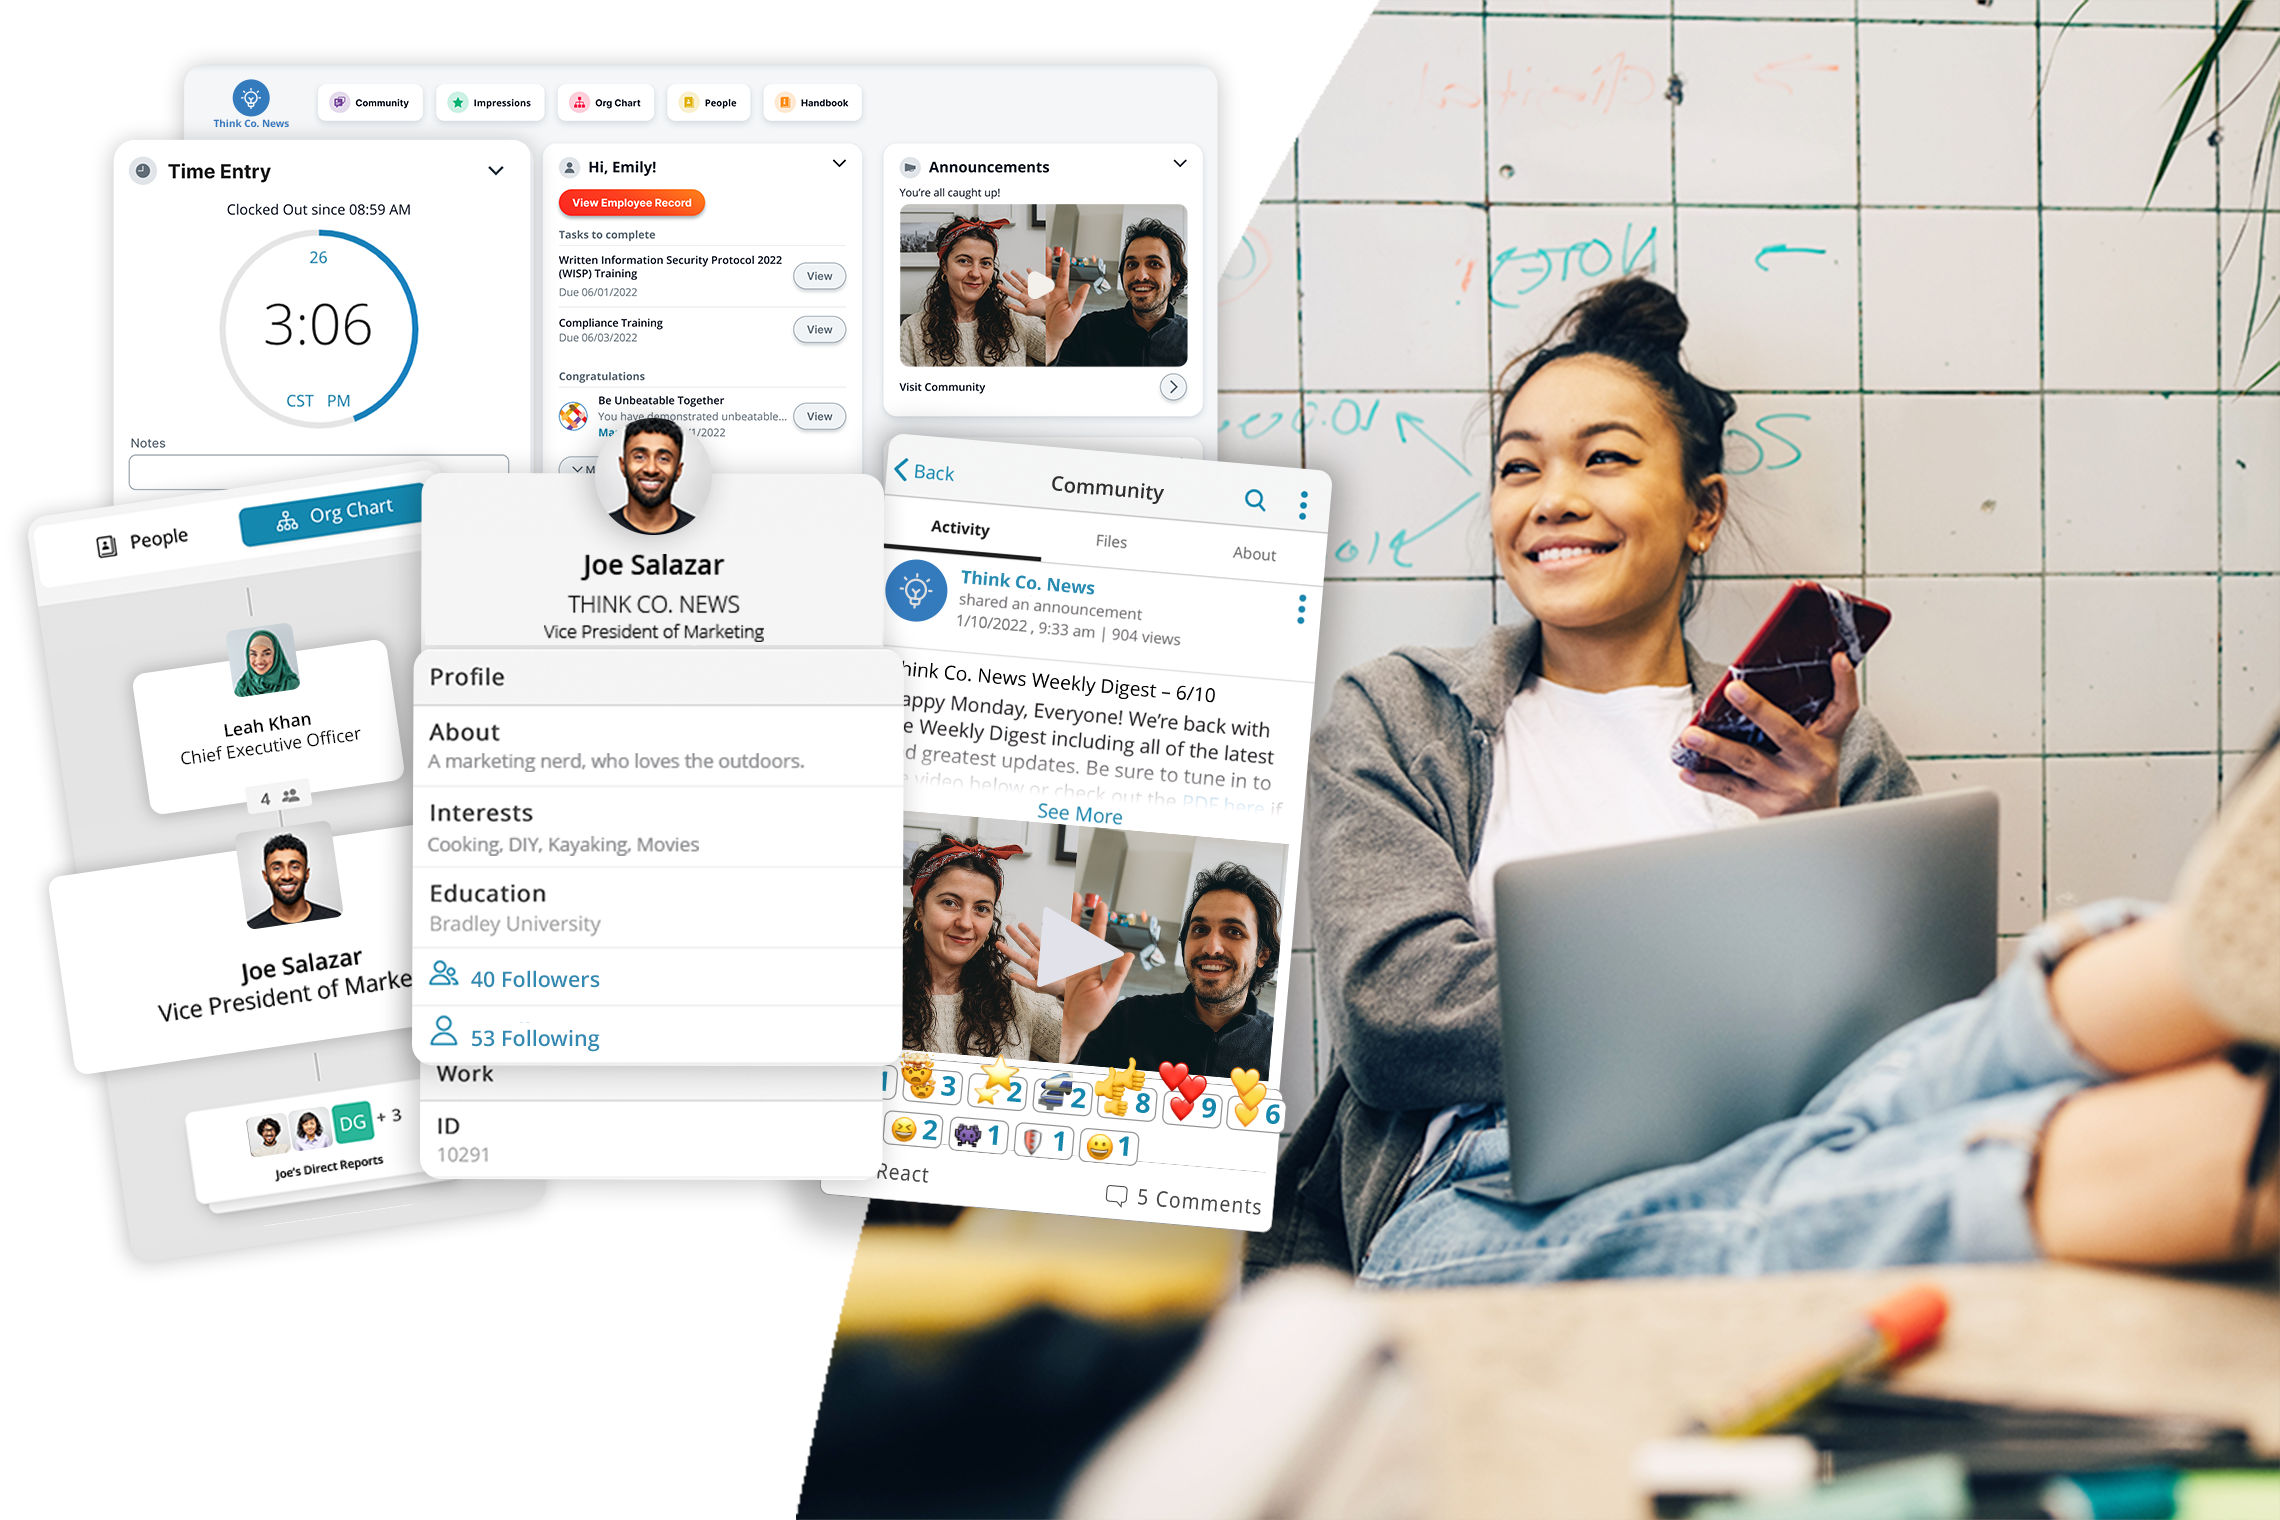 Think Co. News
Community
Impressions
Org Chart
People
Handbook
Time Entry
Clocked Out since 08:59 AM
26
3:06
CST PM
Notes
Hi, Emily!
View Employee Record
Tasks to complete
Written Information Security Protocol 2022
(WISP) Training
Due 06/01/2022
View
Compliance Training
Due 06/03/2022
View
Congratulations
Be Unbeatable Together
You have demonstrated unbeatable...
Ma
/1/2022
View
M
Announcements
You're all caught up!
Visit Community
People
Org Chart
Leah Khan
Chief Executive Officer
4
Joe Salazar
Vice President of Marke
DG
+ 3
Joe's Direct Reports
Joe Salazar
THINK CO. NEWS
Vice President of Marketing
Profile
About
A marketing nerd, who loves the outdoors.
Interests
Cooking, DIY, Kayaking, Movies
Education
Bradley University
40 Followers
53 Following
Work
ID
10291
Back
Community
Activity
Files
About
Think Co. News
shared an announcement
1/10/2022 , 9:33 am | 904 views
hink Co. News Weekly Digest – 6/10
appy Monday, Everyone! We're back with
e Weekly Digest including all of the latest
d greatest updates. Be sure to tune in to
e video below or check out the PDF here if
See More
1 3 2 2 8 9 6
2 1 1 1
React
5 Comments